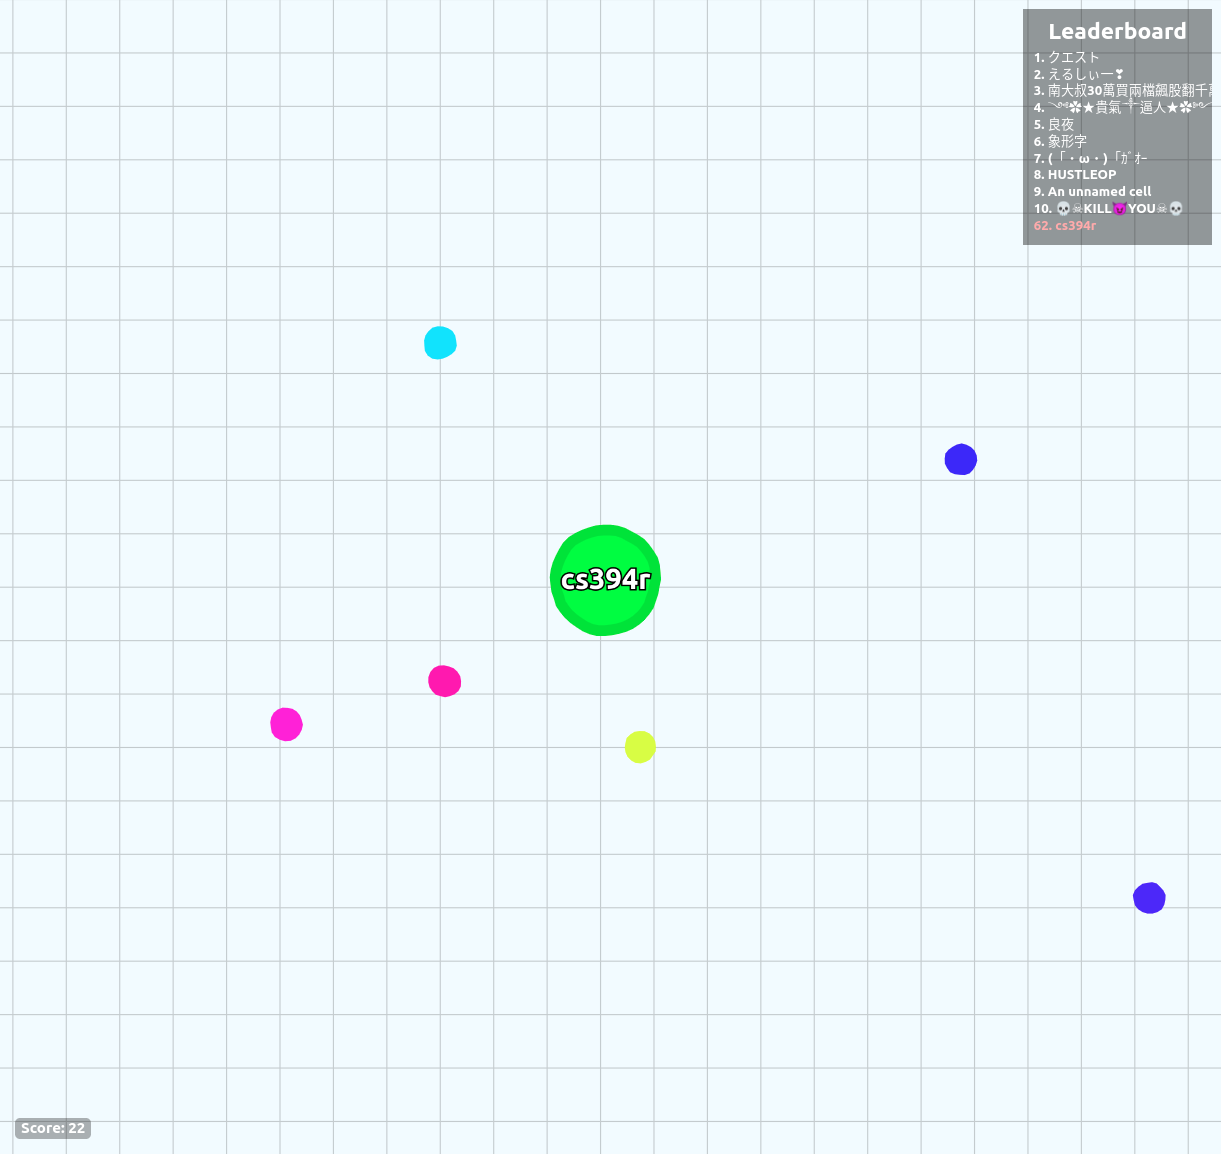 Leaderboard
1. クエスト
2. えるしぃー❣
3. 南大叔30萬買兩檔飆股翻千萬
4. ༺✿★貴氣╀逼人★✿༻
5. 良夜
6. 象形字
7. (「・ω・)「ｶﾞｵｰ
8. HUSTLEOP
9. An unnamed cell
10. 💀☠KILL😈YOU☠💀
62. cs394r
cs394r
Score: 22